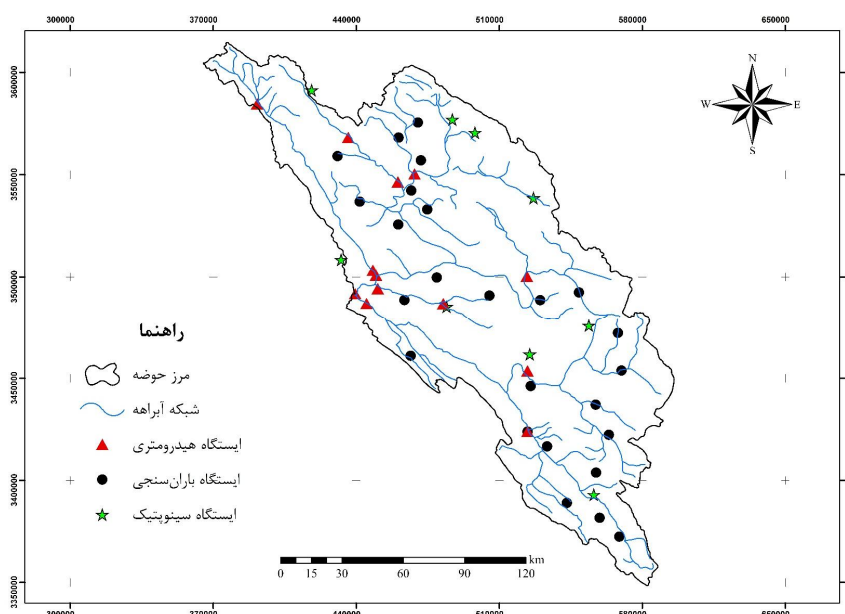 300000 370000 440000 510000 580000 650000
3600000
3550000
3500000
3450000
3400000
3350000
N
W E
S
راهنما
مرز حوضه
شبکه آبراهه
ایستگاه هیدرومتری
ایستگاه باران‌سنجی
ایستگاه سینوپتیک
km
0 15 30 60 90 120
300000 370000 440000 510000 580000 650000